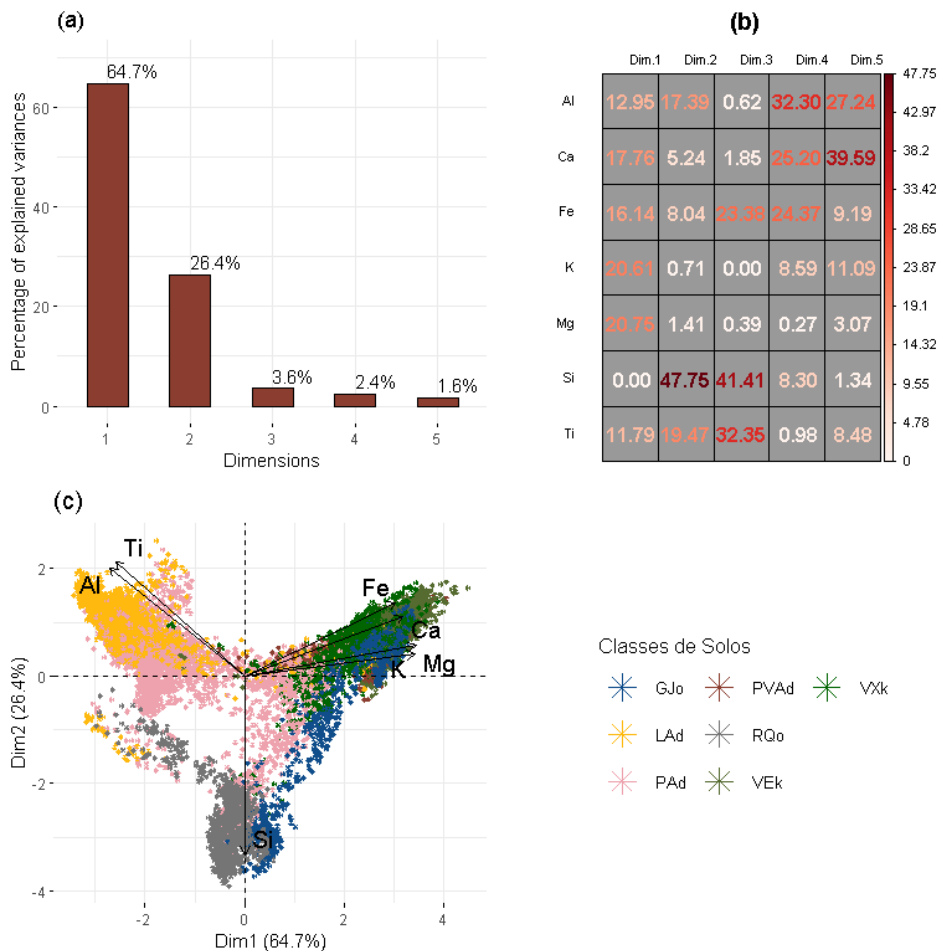 (a)
64.7%
26.4%
3.6%
2.4%
1.6%
60
40
20
0
Percentage of explained variances
1 2 3 4 5
Dimensions
(b)
Dim.1 Dim.2 Dim.3 Dim.4 Dim.5
Al 12.95 17.39 0.62 32.30 27.24
Ca 17.76 5.24 1.85 25.20 39.59
Fe 16.14 8.04 23.38 24.37 9.19
K 20.61 0.71 0.00 8.59 11.09
Mg 20.75 1.41 0.39 0.27 3.07
Si 0.00 47.75 41.41 8.30 1.34
Ti 11.79 19.47 32.35 0.98 8.48
47.75
42.97
38.2
33.42
28.65
23.87
19.1
14.32
9.55
4.78
0
(c)
Ti
Al
Fe
Ca
K
Mg
Si
2
0
-2
-4
Dim2 (26.4%)
-2 0 2 4
Dim1 (64.7%)
Classes de Solos
GJo PVAd VXk
LAd RQo
PAd VEk